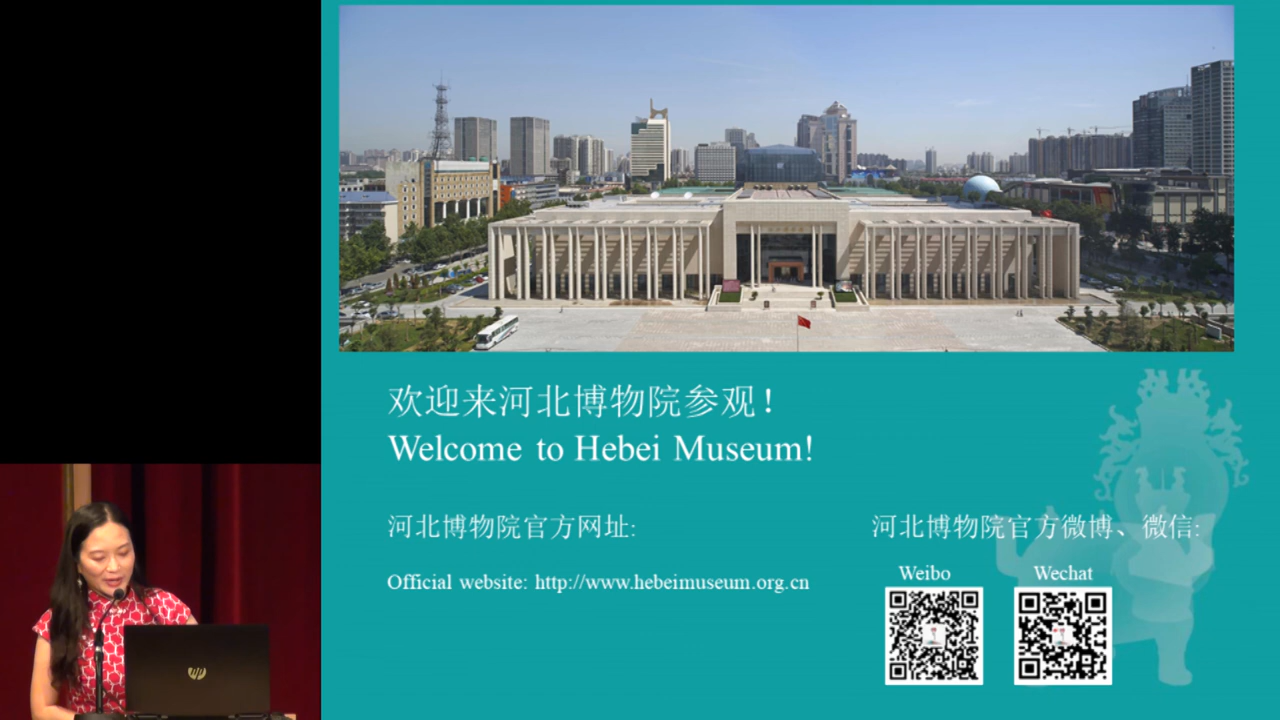 欢迎来河北博物院参观！
Welcome to Hebei Museum!
河北博物院官方网址:
河北博物院官方微博、微信:
Official website: http://www.hebeimuseum.org.cn
Weibo
Wechat
hp